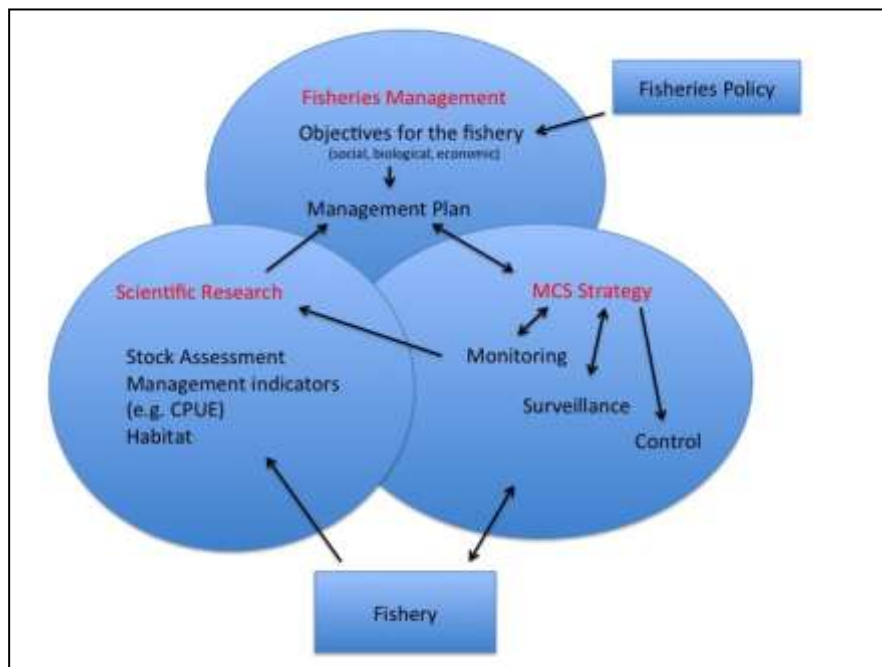 Fisheries Management
Objectives for the fishery
(social, biological, economic)
Management Plan
Fisheries Policy
Scientific Research
Stock Assessment
Management indicators
(e.g. CPUE)
Habitat
MCS Strategy
Monitoring
Surveillance
Control
Fishery